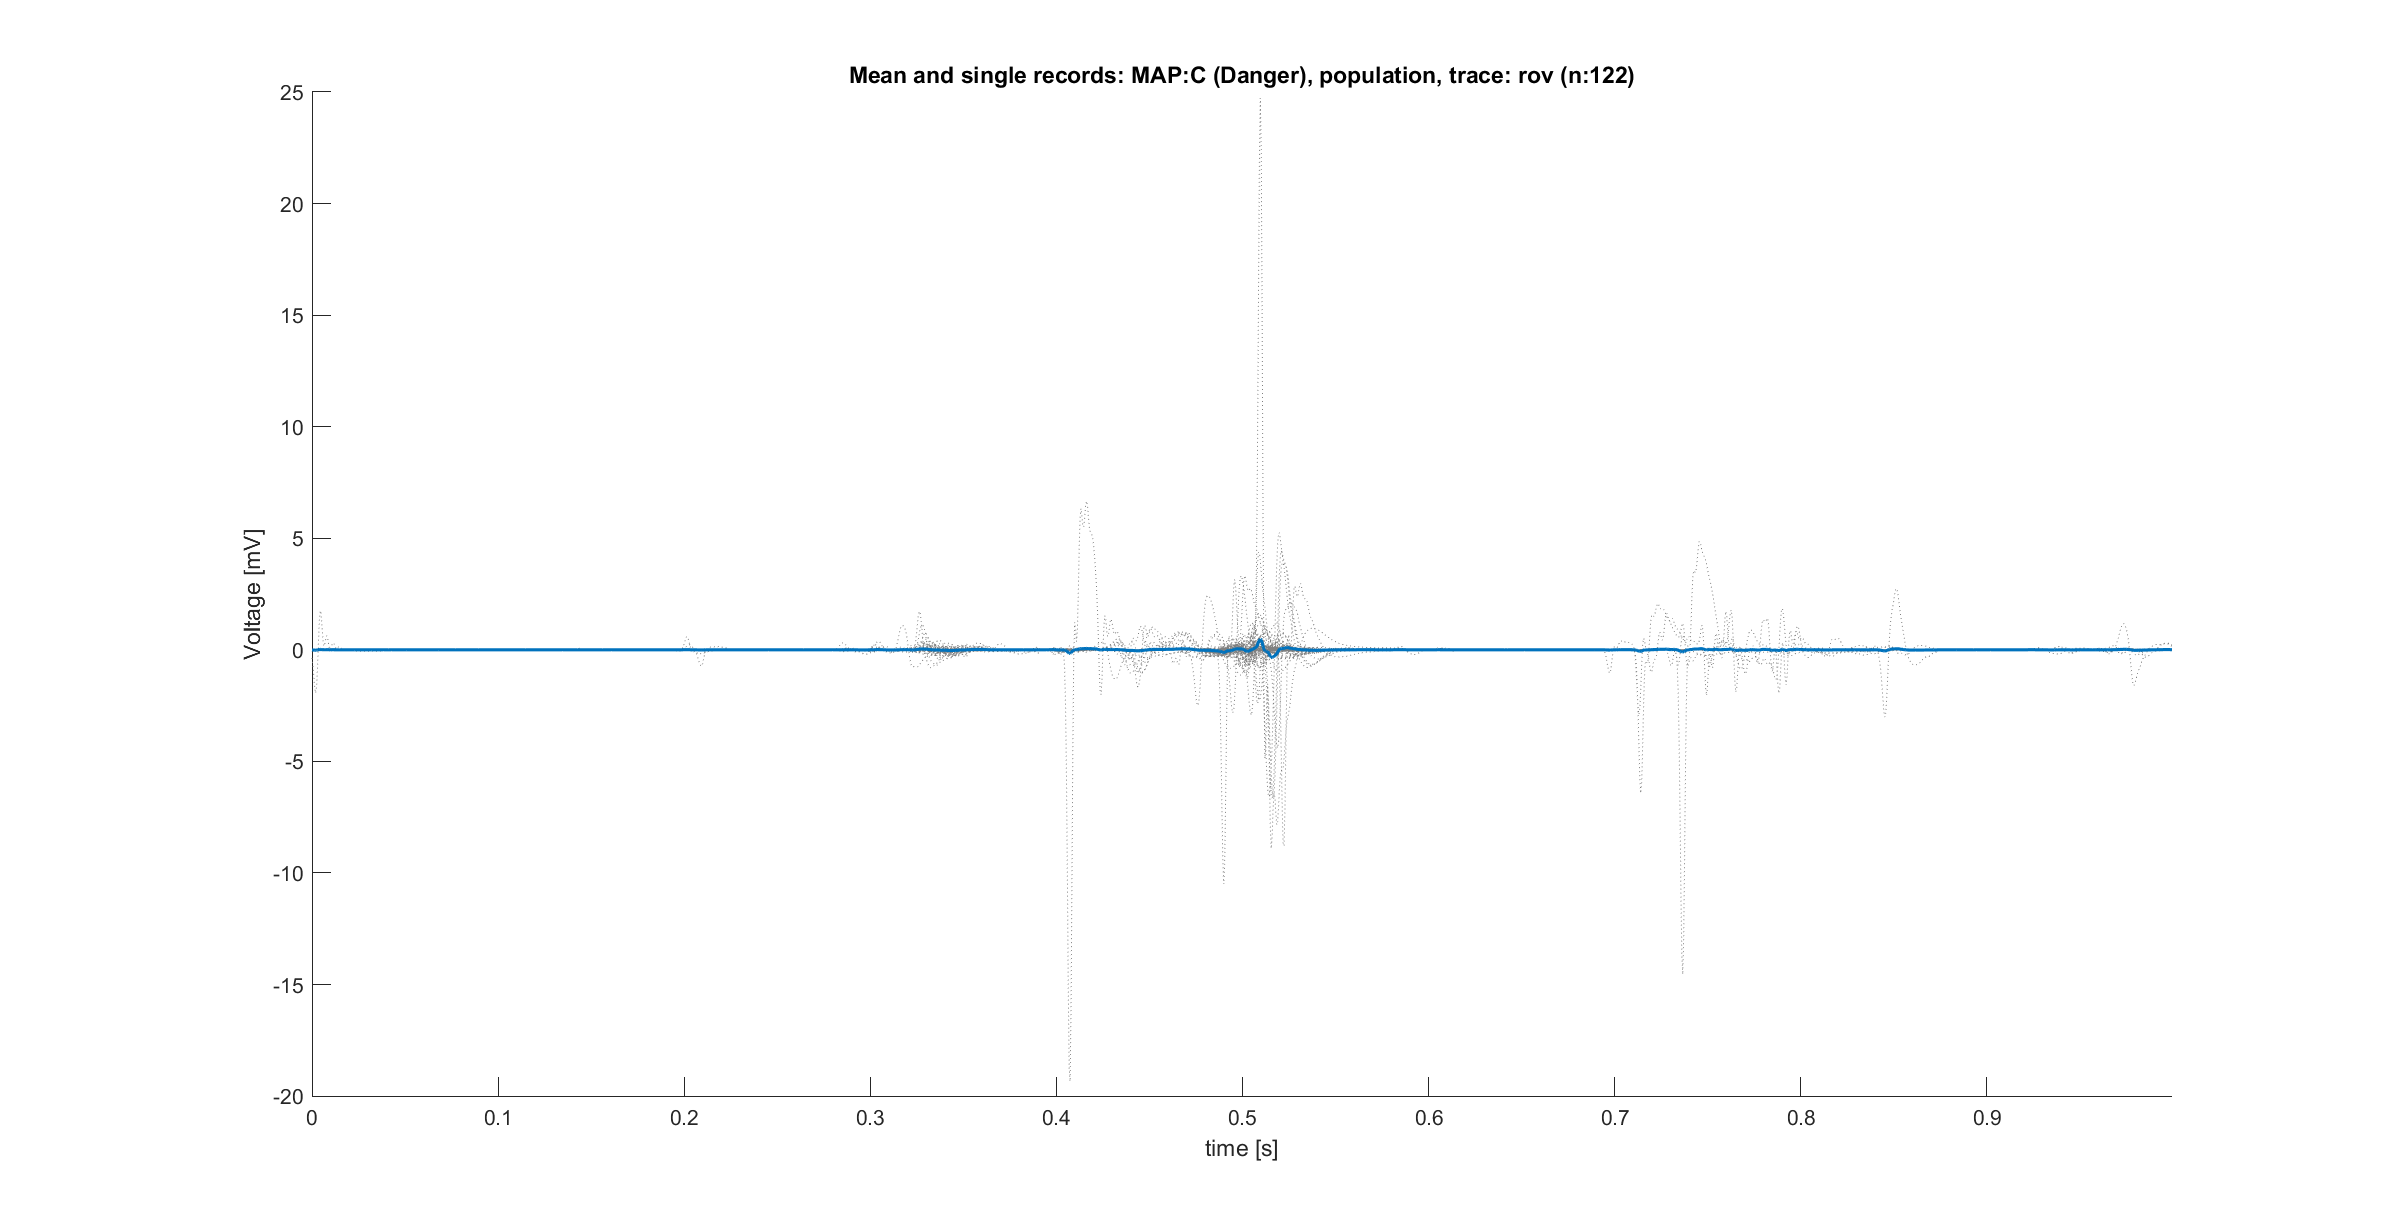 Mean and single records: MAP:C (Danger), population, trace: rov (n:122)
25
20
15
10
5
0
-5
-10
-15
-20
Voltage [mV]
0 0.1 0.2 0.3 0.4 0.5 0.6 0.7 0.8 0.9
time [s]